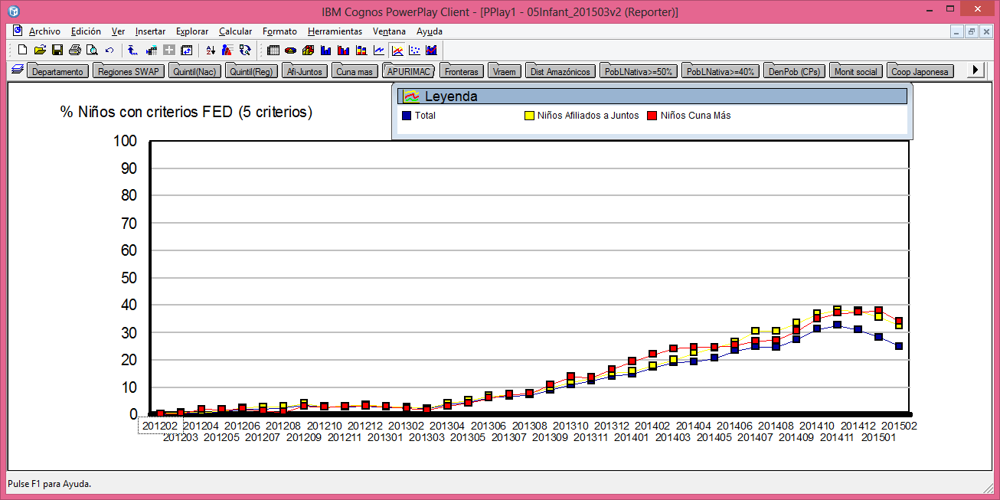 IBM Cognos PowerPlay Client - [PPlay1 - 05Infant_201503v2 (Reporter)]
Archivo Edición Ver Insertar Explorar Calcular Formato Herramientas Ventana Ayuda
Departamento Regiones SWAP Quintil(Nac) Quintil(Reg) Afi-Juntos Cuna mas APURIMAC Fronteras Vraem Dist Amazónicos PobLNativa>=50% PobLNativa>=40% DenPob (CPs) Monit social Coop Japonesa
Leyenda
% Niños con criterios FED (5 criterios)
Total Niños Afiliados a Juntos Niños Cuna Más
100
90
80
70
60
50
40
30
20
10
0
201202 201204 201206 201208 201210 201212 201302 201304 201306 201308 201310 201312 201402 201404 201406 201408 201410 201412 201502
201203 201205 201207 201209 201211 201301 201303 201305 201307 201309 201311 201401 201403 201405 201407 201409 201411 201501
Pulse F1 para Ayuda.